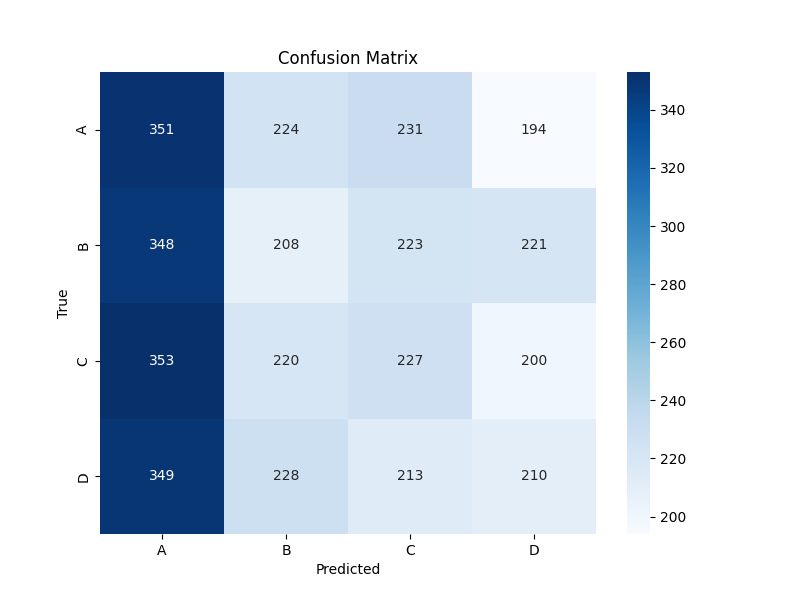 Confusion Matrix
A 351 224 231 194
B 348 208 223 221
C 353 220 227 200
D 349 228 213 210
A B C D
Predicted
True
340
320
300
280
260
240
220
200